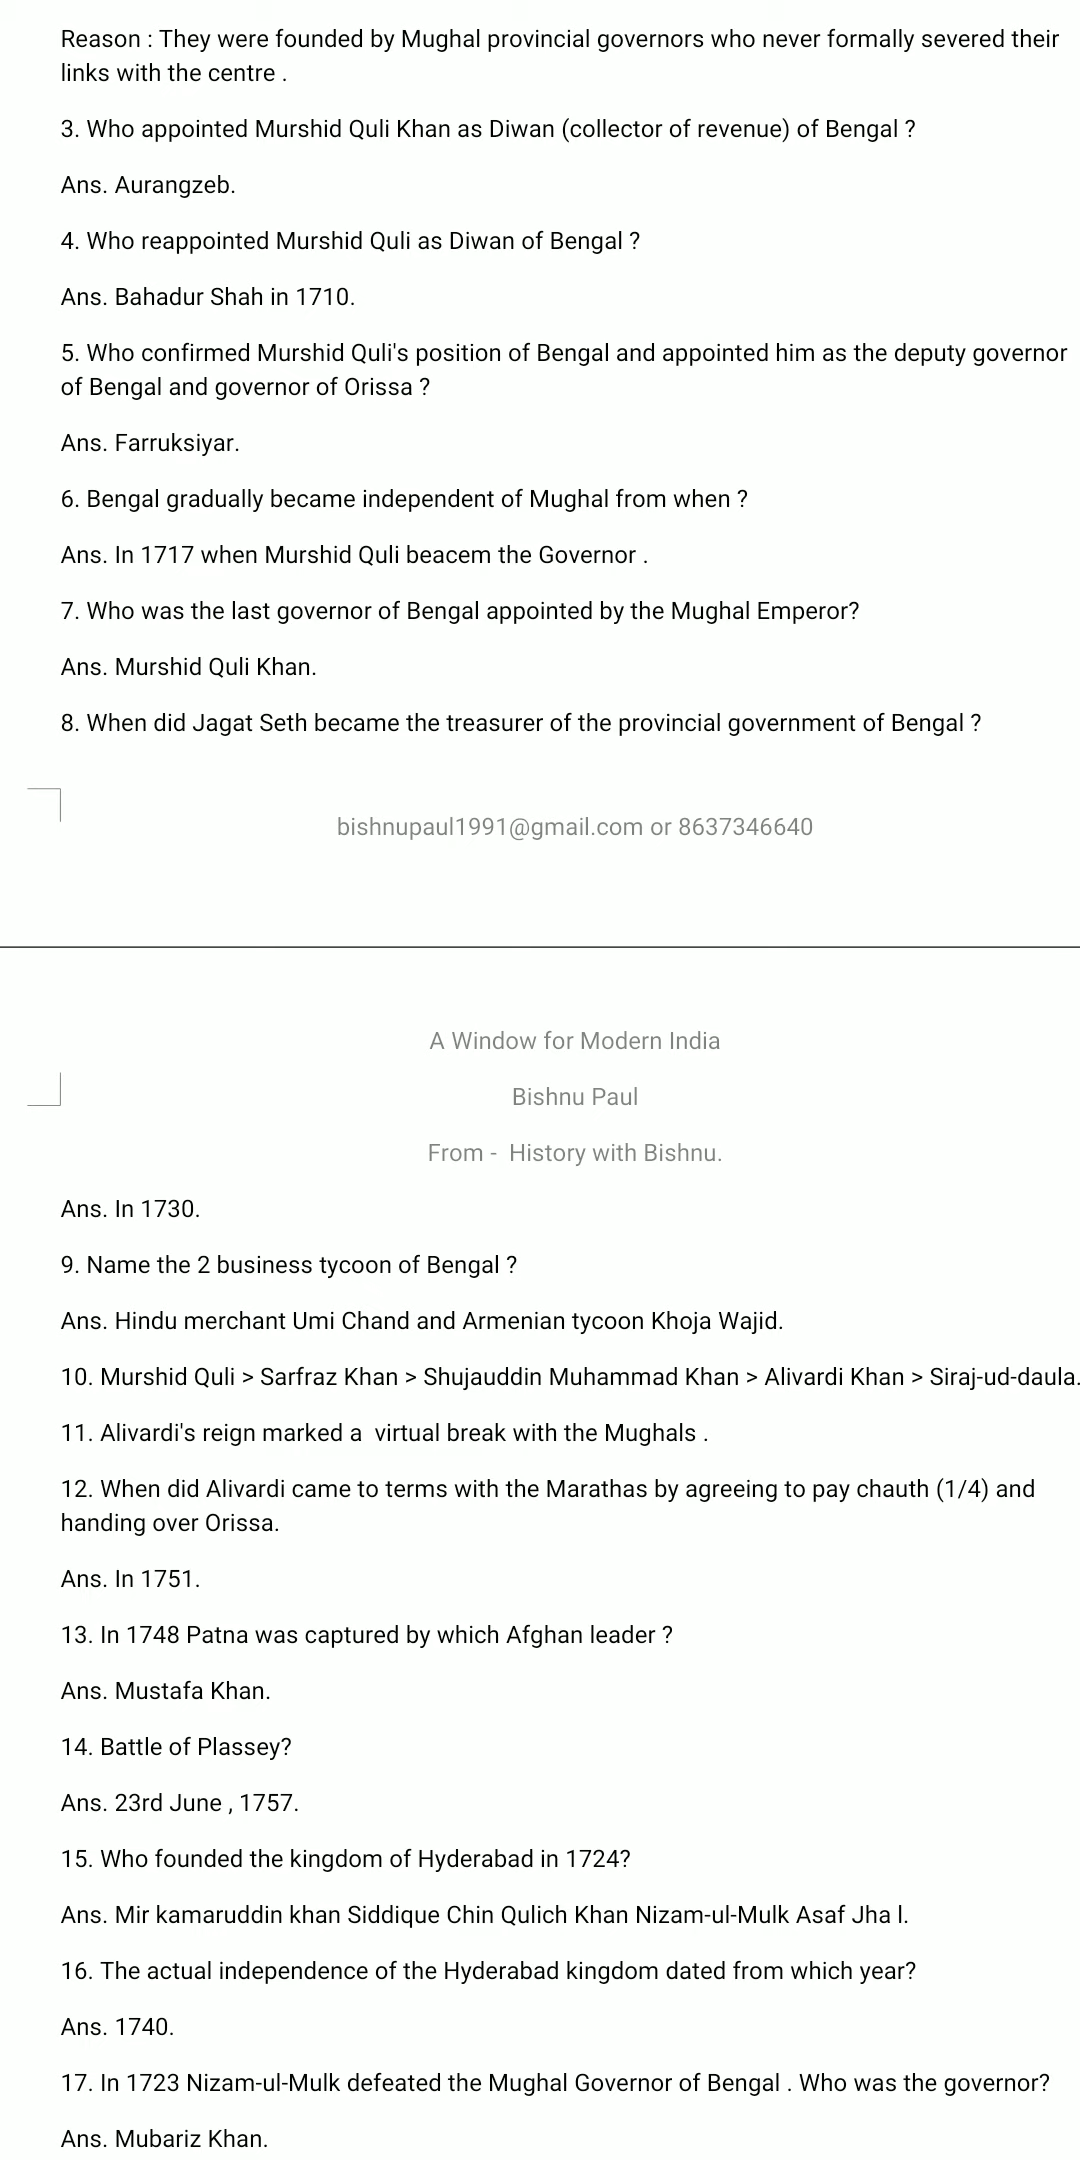 Reason : They were founded by Mughal provincial governors who never formally severed their
links with the centre .
3. Who appointed Murshid Quli Khan as Diwan (collector of revenue) of Bengal ?
Ans. Aurangzeb.
4. Who reappointed Murshid Quli as Diwan of Bengal ?
Ans. Bahadur Shah in 1710.
5. Who confirmed Murshid Quli's position of Bengal and appointed him as the deputy governor
of Bengal and governor of Orissa ?
Ans. Farruksiyar.
6. Bengal gradually became independent of Mughal from when ?
Ans. In 1717 when Murshid Quli beacem the Governor .
7. Who was the last governor of Bengal appointed by the Mughal Emperor?
Ans. Murshid Quli Khan.
8. When did Jagat Seth became the treasurer of the provincial government of Bengal ?
bishnupaul1991@gmail.com or 8637346640
A Window for Modern India
Bishnu Paul
From -  History with Bishnu.
Ans. In 1730.
9. Name the 2 business tycoon of Bengal ?
Ans. Hindu merchant Umi Chand and Armenian tycoon Khoja Wajid.
10. Murshid Quli > Sarfraz Khan > Shujauddin Muhammad Khan > Alivardi Khan > Siraj-ud-daula.
11. Alivardi's reign marked a  virtual break with the Mughals .
12. When did Alivardi came to terms with the Marathas by agreeing to pay chauth (1/4) and
handing over Orissa.
Ans. In 1751.
13. In 1748 Patna was captured by which Afghan leader ?
Ans. Mustafa Khan.
14. Battle of Plassey?
Ans. 23rd June , 1757.
15. Who founded the kingdom of Hyderabad in 1724?
Ans. Mir kamaruddin khan Siddique Chin Qulich Khan Nizam-ul-Mulk Asaf Jha l.
16. The actual independence of the Hyderabad kingdom dated from which year?
Ans. 1740.
17. In 1723 Nizam-ul-Mulk defeated the Mughal Governor of Bengal . Who was the governor?
Ans. Mubariz Khan.